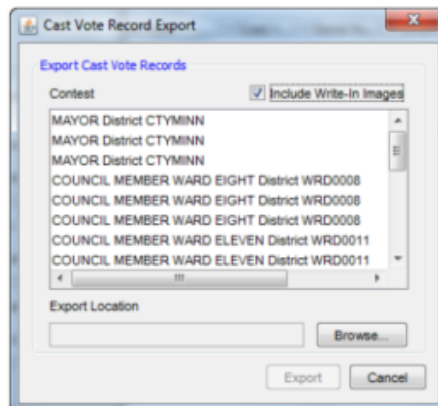 Cast Vote Record Export
Export Cast Vote Records
Contest Include Write-In Images
MAYOR District CTYMINN
MAYOR District CTYMINN
MAYOR District CTYMINN
COUNCIL MEMBER WARD EIGHT District WRD0008
COUNCIL MEMBER WARD EIGHT District WRD0008
COUNCIL MEMBER WARD EIGHT District WRD0008
COUNCIL MEMBER WARD ELEVEN District WRD0011
COUNCIL MEMBER WARD ELEVEN District WRD0011
Export Location
Browse...
Export Cancel